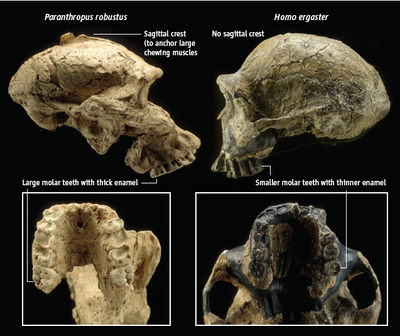 Paranthropus robustus
Homo ergaster
Sagittal crest
(to anchor large
chewing muscles
No sagittal crest
Large molar teeth with thick enamel
Smaller molar teeth with thinner enamel